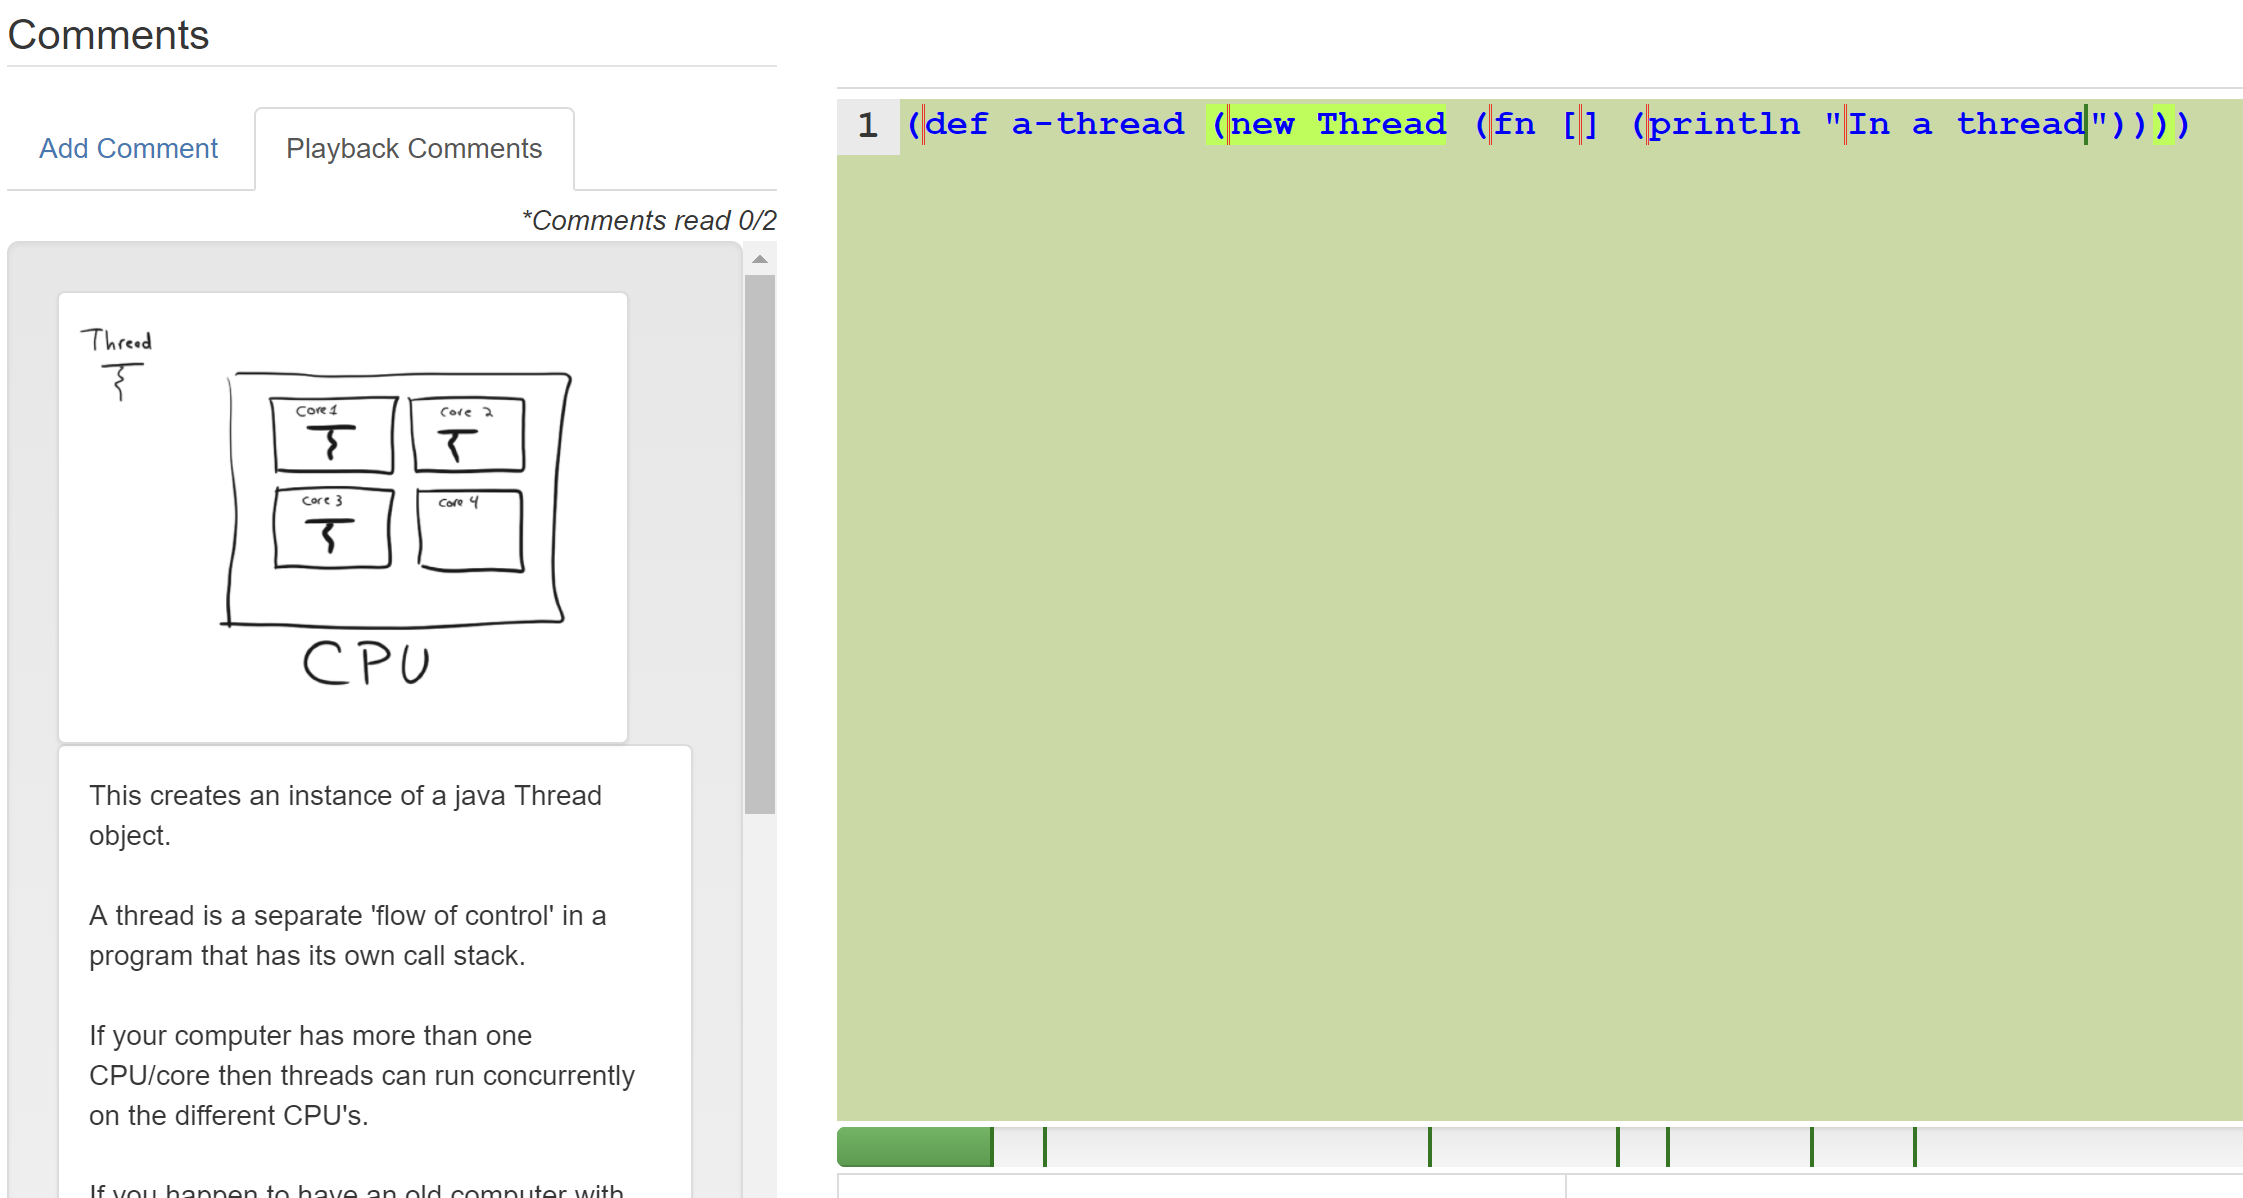 Comments
Add Comment
Playback Comments
*Comments read 0/2
Thread
Core 1
Core 2
Core 3
Core 4
CPU
This creates an instance of a java Thread
object.
A thread is a separate 'flow of control' in a
program that has its own call stack.
If your computer has more than one
CPU/core then threads can run concurrently
on the different CPU's.
If you happen to have an old computer with
1 (def a-thread (new Thread (fn [] (println "In a thread"))))